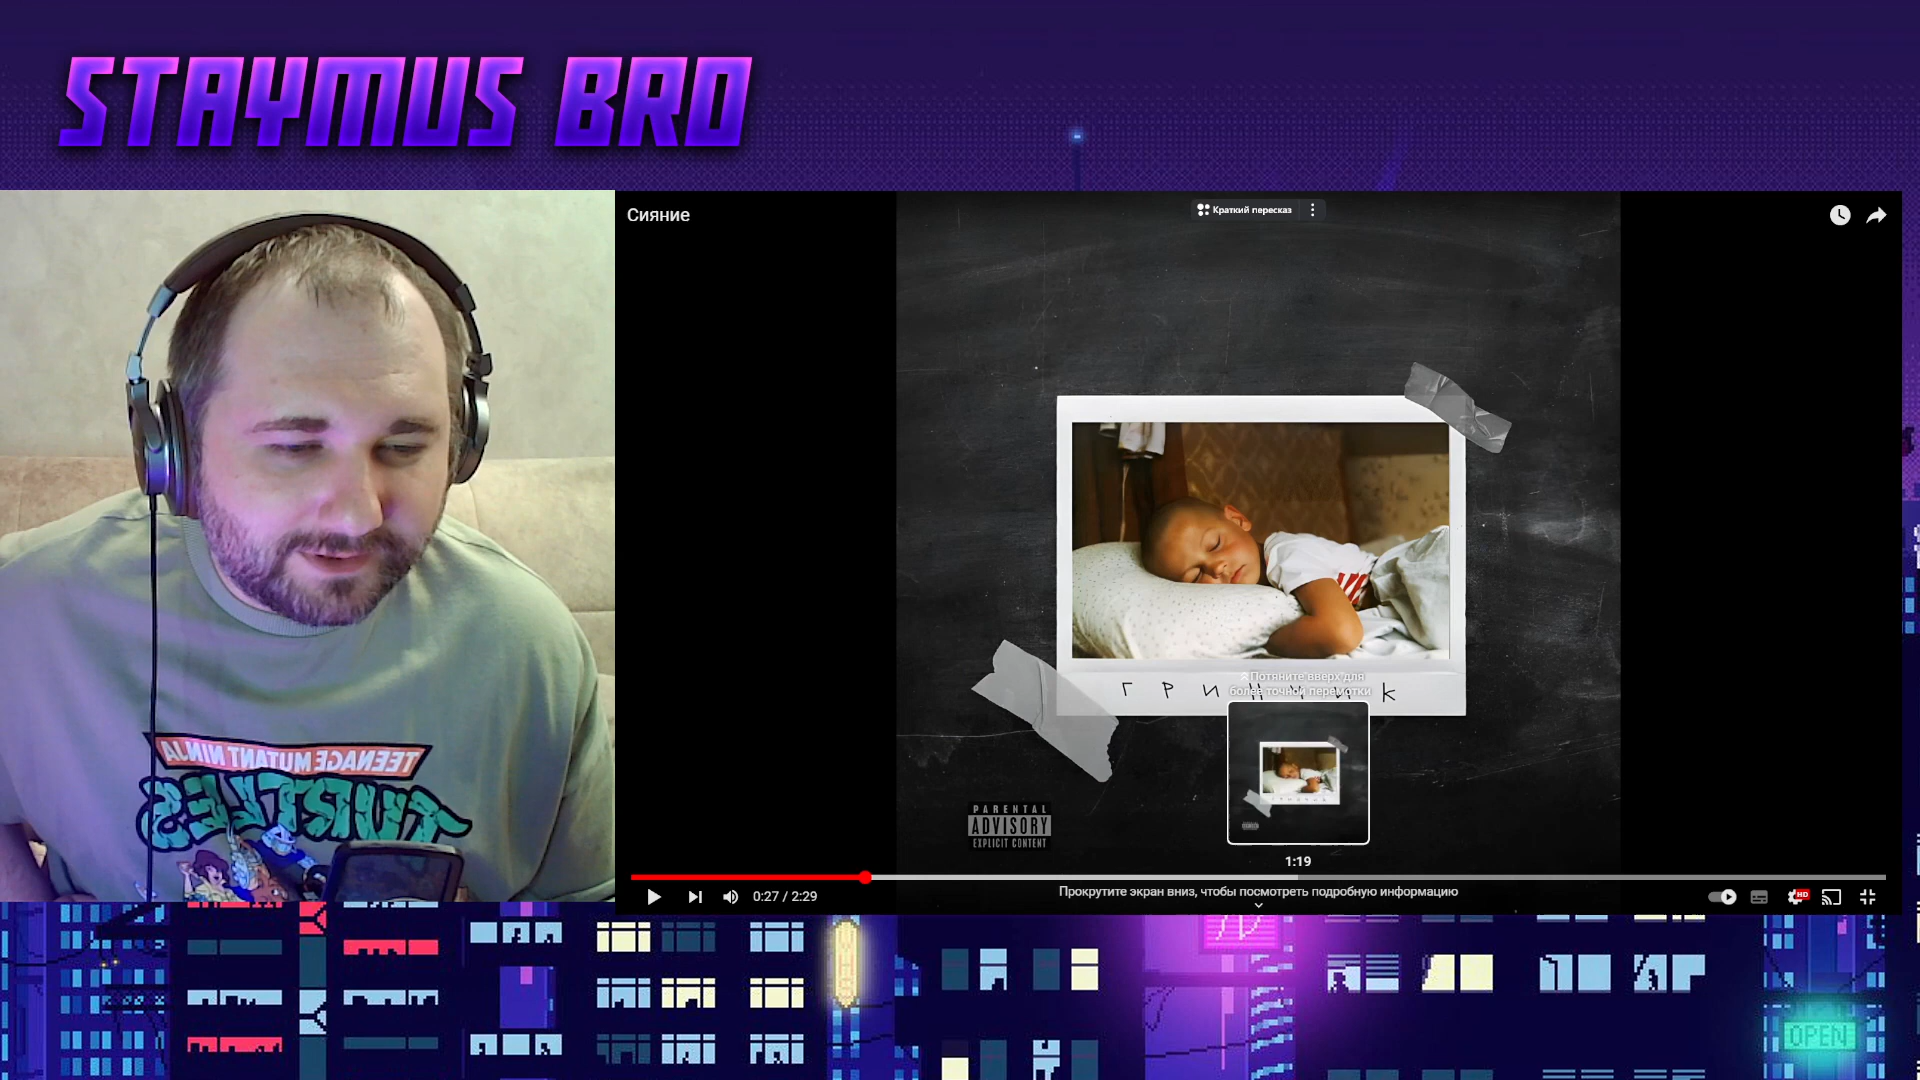 STAYMUS BRO
Сияние
Краткий пересказ
TEENAGE MUTANT NINJA
TURTLES
Потяните вверх для
более точной перемотки
PARENTAL
ADVISORY
EXPLICIT CONTENT
1:19
0:27 / 2:29
Прокрутите экран вниз, чтобы посмотреть подробную информацию
HD
OPEN